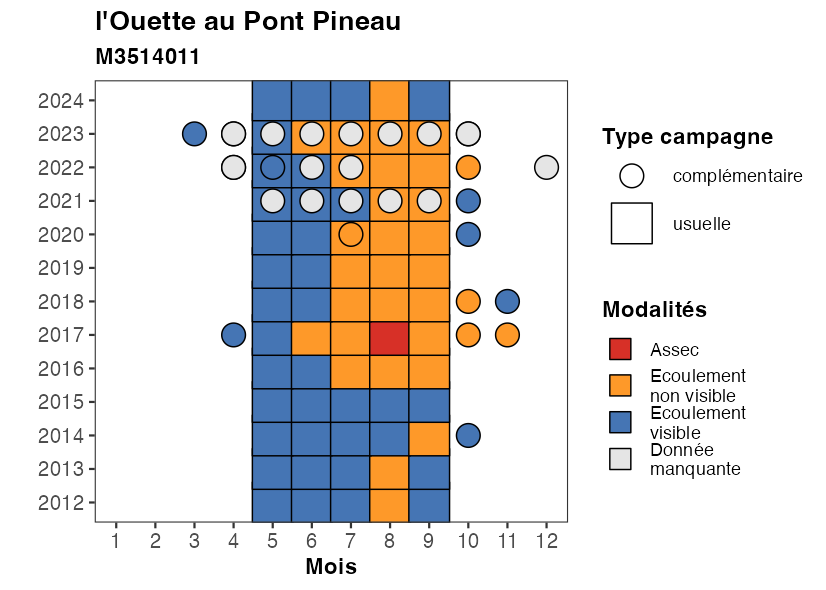 l'Ouette au Pont Pineau
M3514011
2024
2023
2022
2021
2020
2019
2018
2017
2016
2015
2014
2013
2012
1 2 3 4 5 6 7 8 9 10 11 12
Mois
Type campagne
complémentaire
usuelle
Modalités
Assec
Ecoulement
non visible
Ecoulement
visible
Donnée
manquante